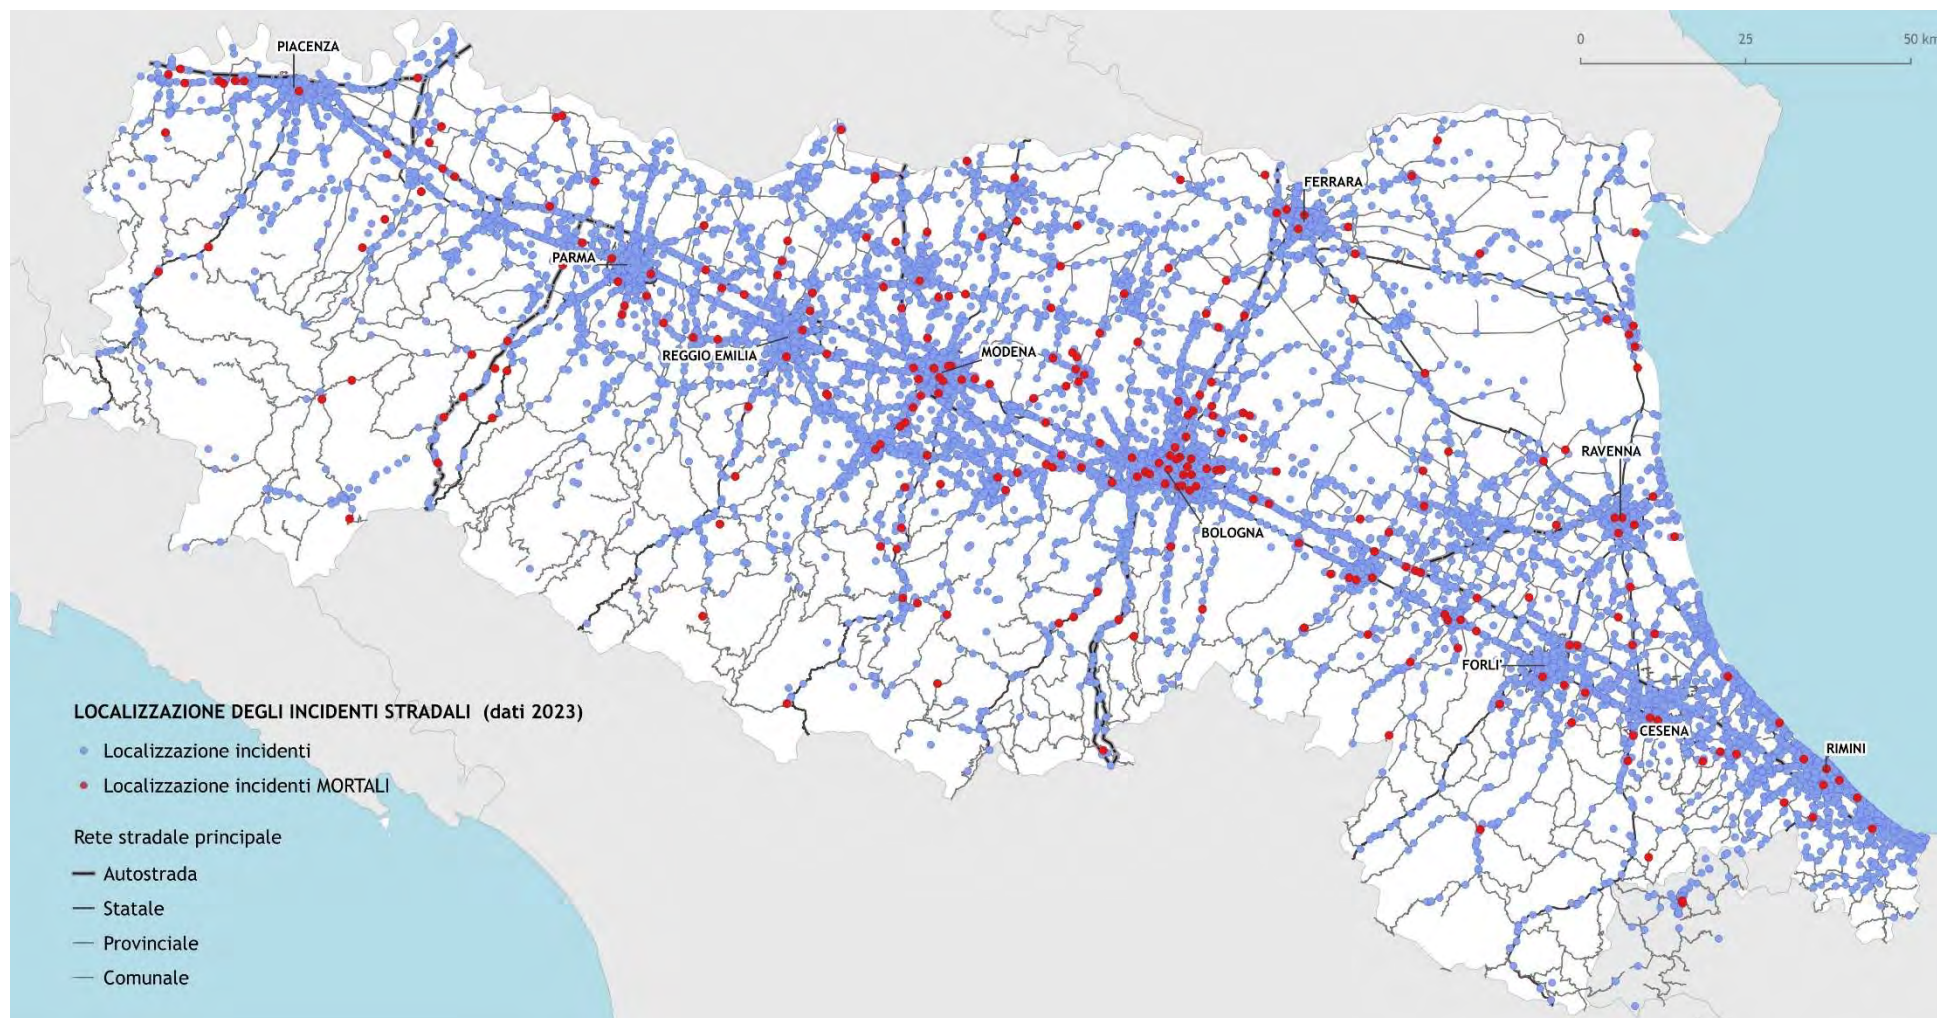 PIACENZA
0 25 50 km
FERRARA
PARMA
REGGIO EMILIA
MODENA
RAVENNA
BOLOGNA
FORLI'
CESENA
RIMINI
LOCALIZZAZIONE DEGLI INCIDENTI STRADALI (dati 2023)
Localizzazione incidenti
Localizzazione incidenti MORTALI
Rete stradale principale
Autostrada
Statale
Provinciale
Comunale